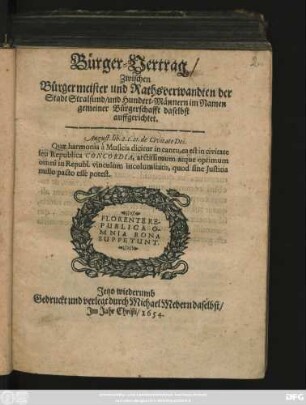 Bürger-Vertrag/
Zwischen
Bürgermeister und Rathsverwandten der
Stadt Stralsund/ und Hundert-Männern im Namen
gemeiner Bürgerschafft daselbst
auffgerichtet.
August. lib. 2. c. 21. de Civitate Dei.
Quæ harmonia à Musicis dicitur in cantu, ea est in civitate
seu Republica CONCORDIA, arctissimum atque optimum
omni in Republ. vinculum incolumitatis, quod sine Justitia
nullo pacto esse potest.
FLORENTE RE-
PUBLICA O-
MNIA BONA
SUPPETUNT.
Jetzo wiederumb
Gedruckt und verlegt durch Michael Medern daselbst/
Im Jahr Christi/ 1654.